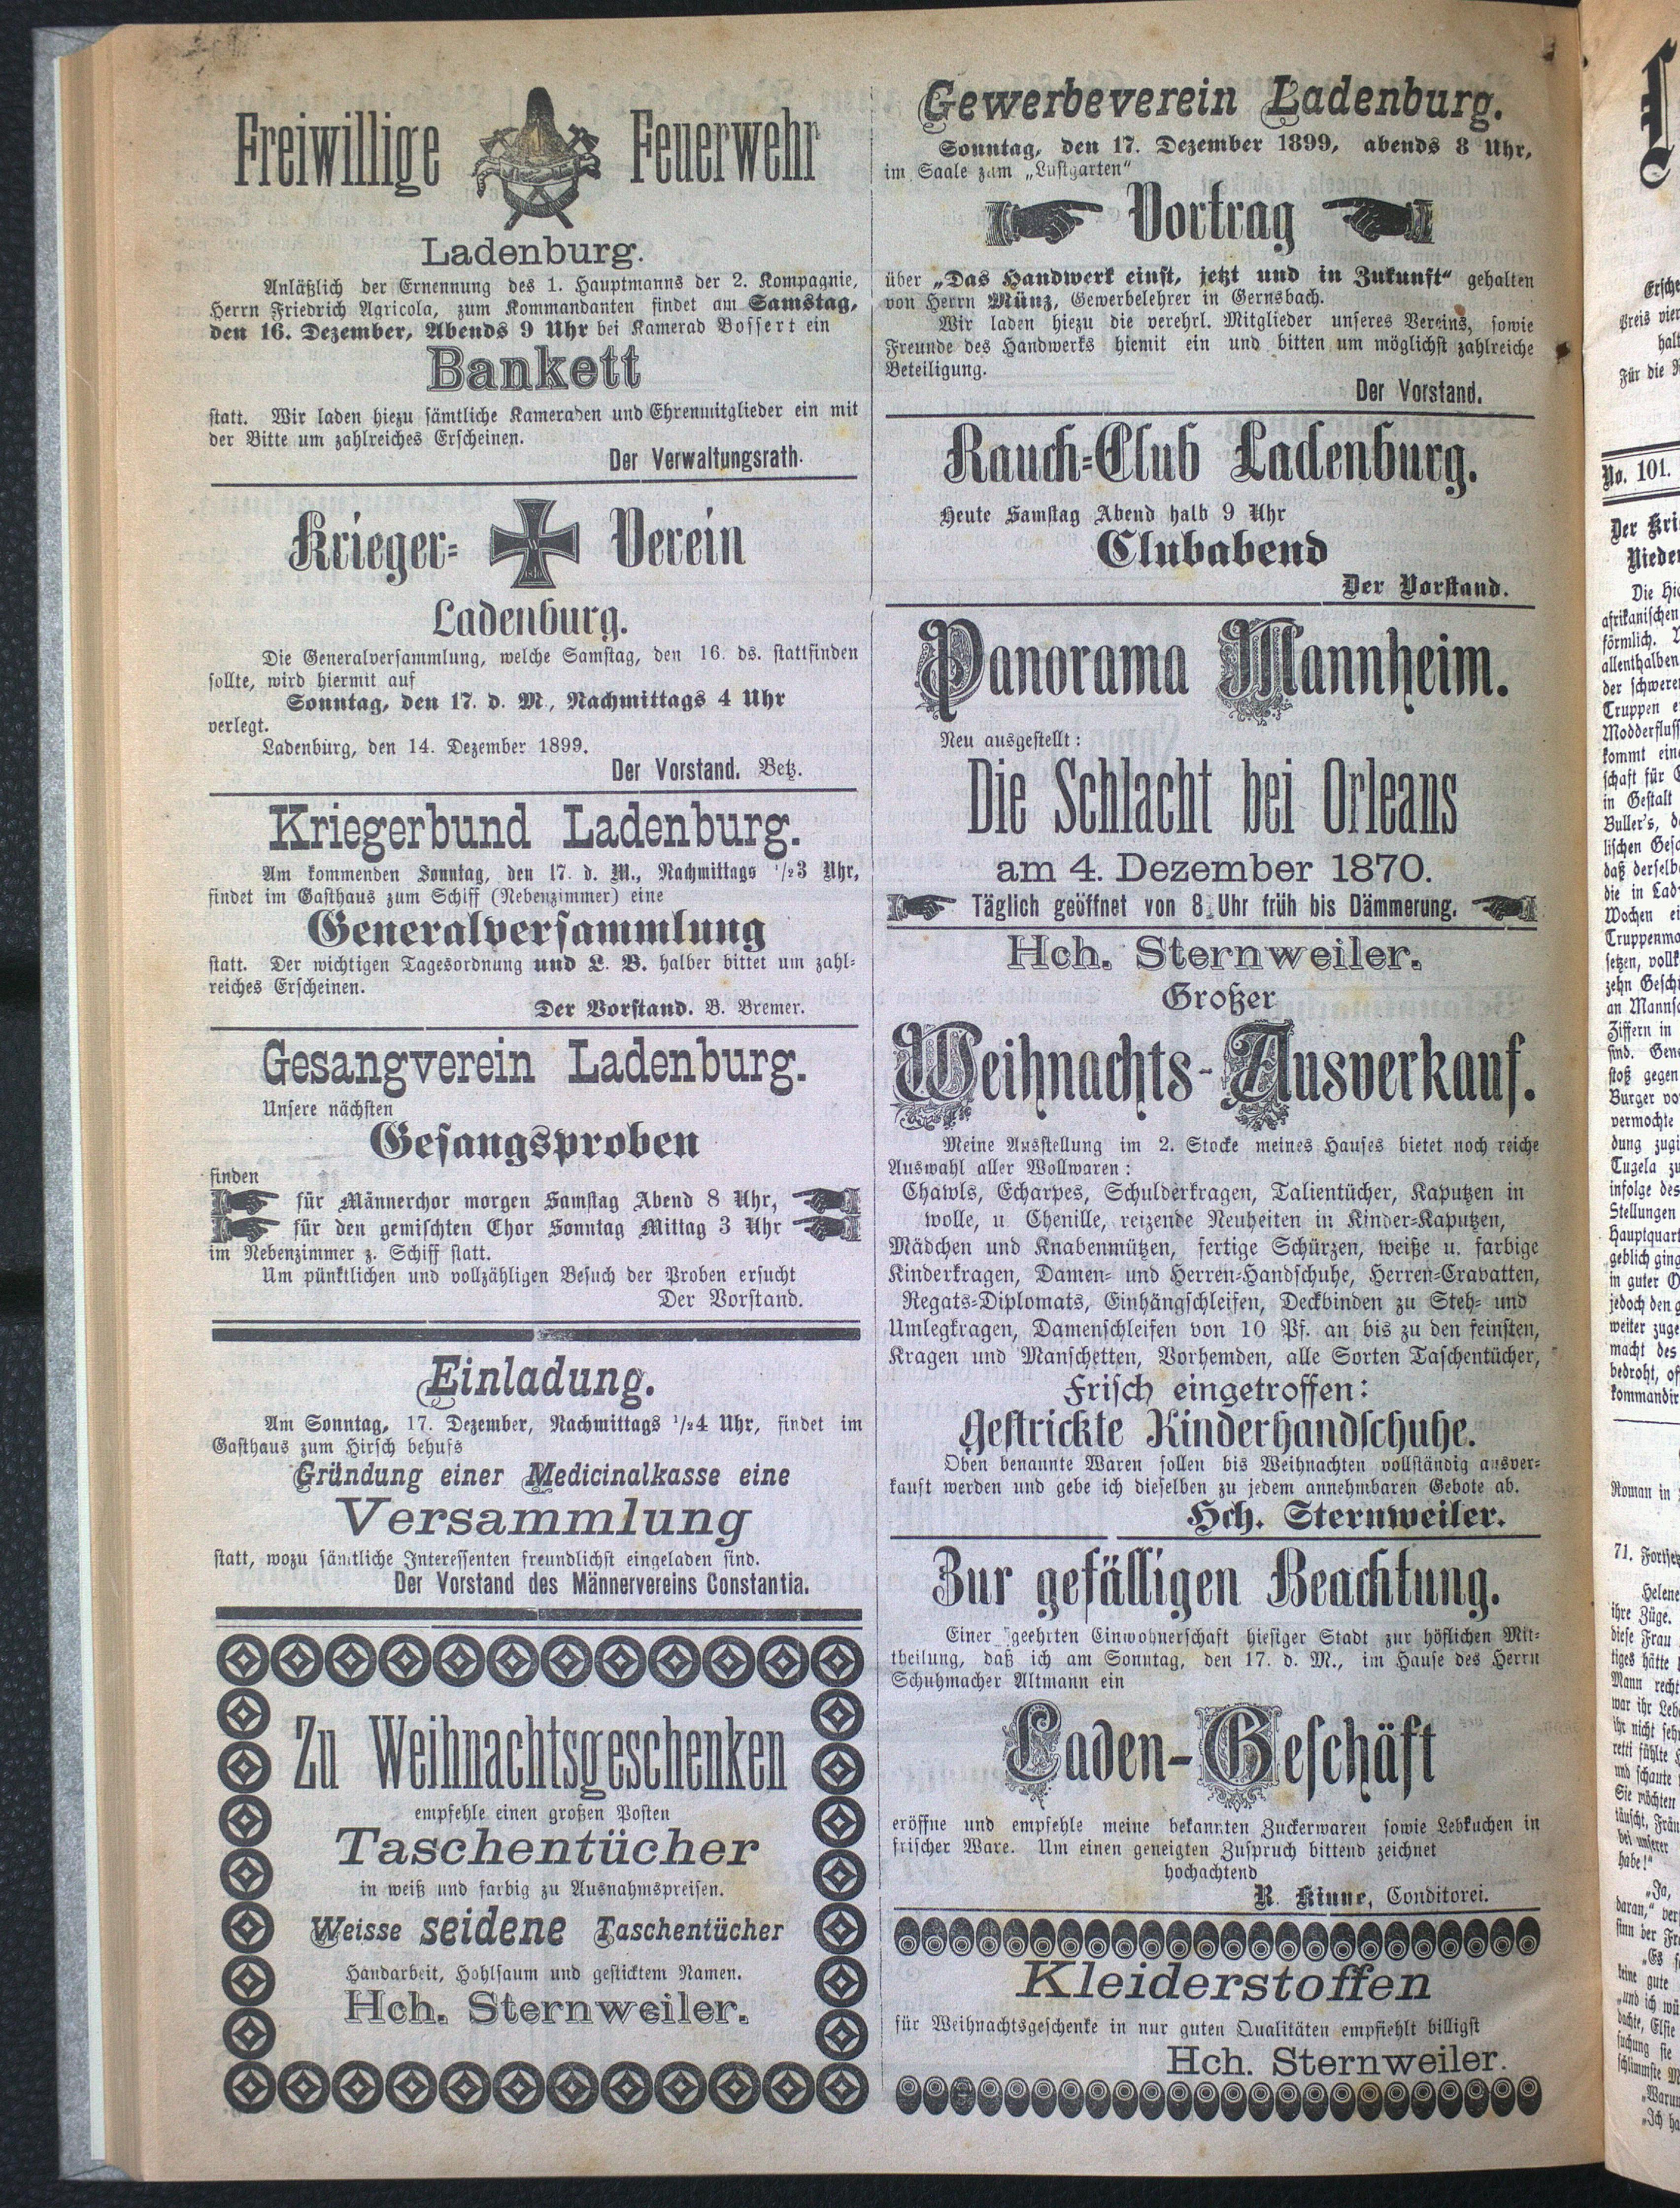 Freiwillige Feuerwehr
Ladenburg.
Anläßlich der Ernennung des 1. Hauptmanns der 2. Kompagnie,
Herrn Friedrich Agricola, zum Kommandanten findet am Samstag,
den 16. Dezember, Abends 9 Uhr bei Kamerad Bossert ein
Bankett
statt. Wir laden hiezu sämtliche Kameraden und Ehrenmitglieder ein mit
der Bitte um zahlreiches Erscheinen.
Der Verwaltungsrath.
Krieger-Verein
Ladenburg.
Die Generalversammlung, welche Samstag, den 16. ds. stattfinden
sollte, wird hiermit auf
Sonntag, den 17. d. M., Nachmittags 4 Uhr
verlegt.
Ladenburg, den 14. Dezember 1899.
Der Vorstand. Betz.
Kriegerbund Ladenburg.
Am kommenden Sonntag, den 17. d. M., Nachmittags 1/2 3 Uhr,
findet im Gasthaus zum Schiff (Nebenzimmer) eine
Generalversammlung
statt. Der wichtigen Tagesordnung und L. B. halber bittet um zahl-
reiches Erscheinen.
Der Vorstand. B. Bremer.
Gesangverein Ladenburg.
Unsere nächsten
Gesangsproben
finden
für Männerchor morgen Samstag Abend 8 Uhr,
für den gemischten Chor Sonntag Mittag 3 Uhr
im Nebenzimmer z. Schiff statt.
Um pünktlichen und vollzähligen Besuch der Proben ersucht
Der Vorstand.
Einladung.
Am Sonntag, 17. Dezember, Nachmittags 1/2 4 Uhr, findet im
Gasthaus zum Hirsch behufs
Gründung einer Medicinalkasse eine
Versammlung
statt, wozu sämtliche Interessenten freundlichst eingeladen sind.
Der Vorstand des Männervereins Constantia.
Zu Weihnachtsgeschenken
empfehle einen großen Posten
Taschentücher
in weiß und farbig zu Ausnahmspreisen.
Weisse seidene Taschentücher
Handarbeit, Hohlsaum und gesticktem Namen.
Hch. Sternweiler.
Gewerbeverein Ladenburg.
Sonntag, den 17. Dezember 1899, abends 8 Uhr,
im Saale zum „Lustgarten“
Vortrag
über „Das Handwerk einst, jetzt und in Zukunft“ gehalten
von Herrn Münz, Gewerbelehrer in Gernsbach.
Wir laden hiezu die verehrl. Mitglieder unseres Vereins, sowie
Freunde des Handwerks hiemit ein und bitten um möglichst zahlreiche
Beteiligung.
Der Vorstand.
Rauch-Club Ladenburg.
Heute Samstag Abend halb 9 Uhr
Clubabend
Der Vorstand.
Panorama Mannheim.
Neu ausgestellt:
Die Schlacht bei Orleans
am 4. Dezember 1870.
Täglich geöffnet von 8 Uhr früh bis Dämmerung.
Hch. Sternweiler.
Großer
Weihnachts-Ausverkauf.
Meine Ausstellung im 2. Stocke meines Hauses bietet noch reiche
Auswahl aller Wollwaren:
Chawls, Echarpes, Schulderkragen, Talientücher, Kaputzen in
wolle, u. Chenille, reizende Neuheiten in Kinder-Kaputzen,
Mädchen und Knabenmützen, fertige Schürzen, weiße u. farbige
Kinderkragen, Damen- und Herren-Handschuhe, Herren-Cravatten,
Regats-Diplomats, Einhängschleifen, Deckbinden zu Steh- und
Umlegkragen, Damenschleifen von 10 Pf. an bis zu den feinsten,
Kragen und Manschetten, Vorhemden, alle Sorten Taschentücher,
Frisch eingetroffen:
Gestrickte Kinderhandschuhe.
Oben benannte Waren sollen bis Weihnachten vollständig ausver-
kauft werden und gebe ich dieselben zu jedem annehmbaren Gebote ab.
Hch. Sternweiler.
Zur gefälligen Beachtung.
Einer geehrten Einwohnerschaft hiesiger Stadt zur höflichen Mit-
theilung, daß ich am Sonntag, den 17. d. M., im Hause des Herrn
Schuhmacher Altmann ein
Laden-Geschäft
eröffne und empfehle meine bekannten Zuckerwaren sowie Lebkuchen in
frischer Ware. Um einen geneigten Zuspruch bittend zeichnet
hochachtend
R. Kinne, Conditorei.
Kleiderstoffen
für Weihnachtsgeschenke in nur guten Qualitäten empfiehlt billigst
Hch. Sternweiler.
No. 101.